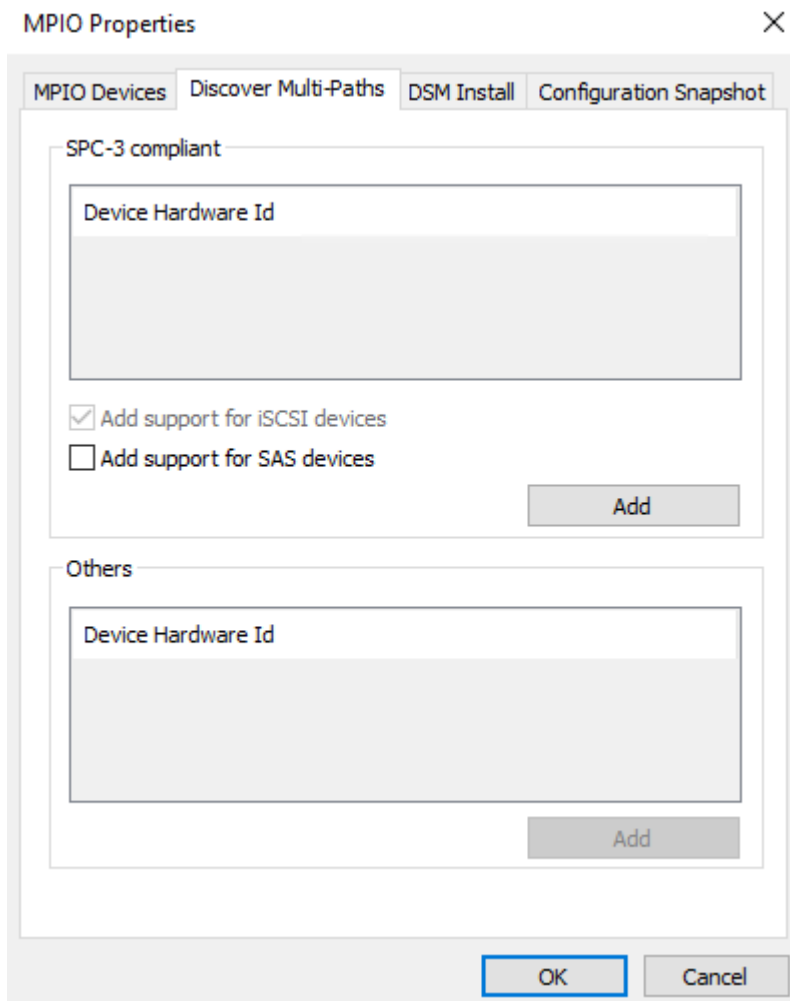 MPIO Properties
MPIO Devices Discover Multi-Paths DSM Install Configuration Snapshot
SPC-3 compliant
Device Hardware Id
Add support for iSCSI devices
Add support for SAS devices
Add
Others
Device Hardware Id
Add
OK Cancel